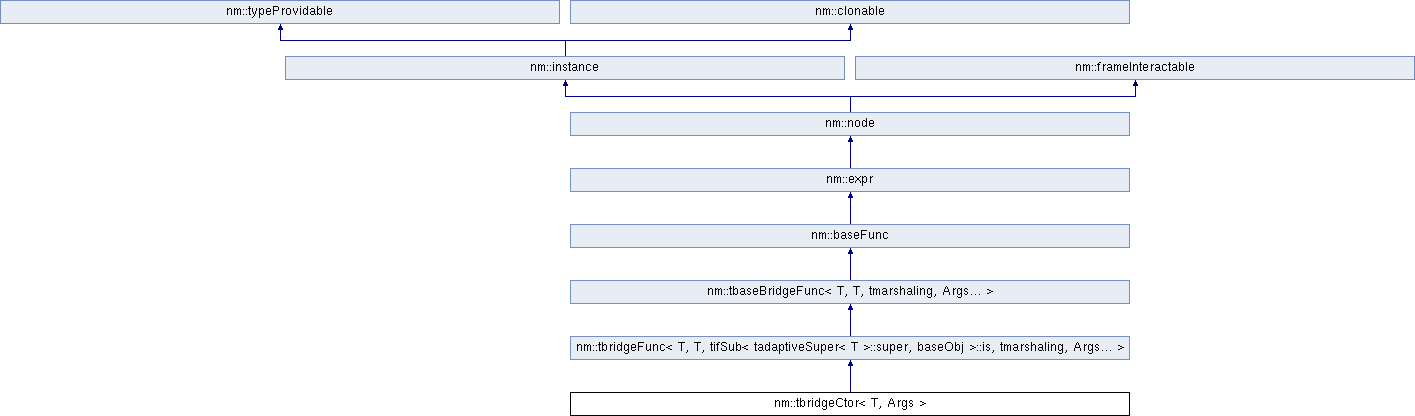 nm::typeProvidable
nm::clonable
nm::instance
nm::frameInteractable
nm::node
nm::expr
nm::baseFunc
nm::tbaseBridgeFunc< T, T, tmarshaling, Args... >
nm::tbridgeFunc< T, T, tifSub< tadaptiveSuper< T >::super, baseObj >::is, tmarshaling, Args... >
nm::tbridgeCtor< T, Args >